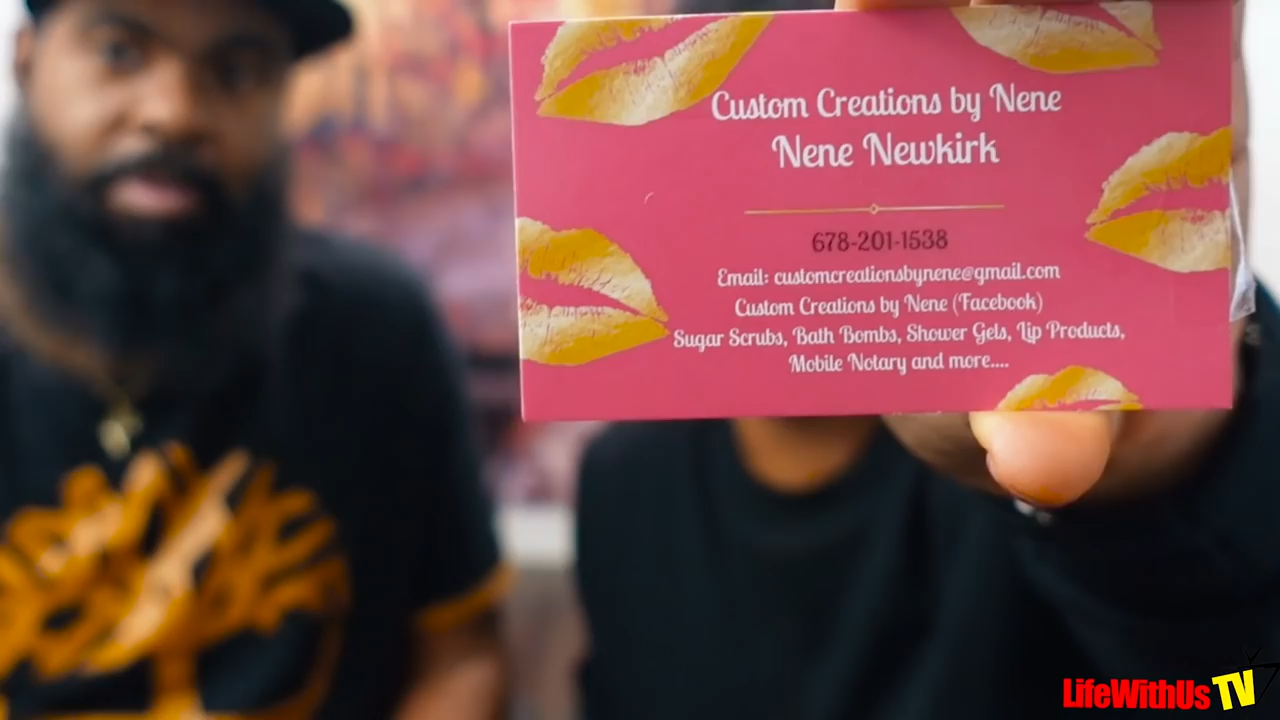 Custom Creations by Nene
Nene Newkirk
678-201-1538
Email: customcreationsbynene@gmail.com
Custom Creations by Nene (Facebook)
Sugar Scrubs, Bath Bombs, Shower Gels, Lip Products,
Mobile Notary and more....
LifeWithUs TV